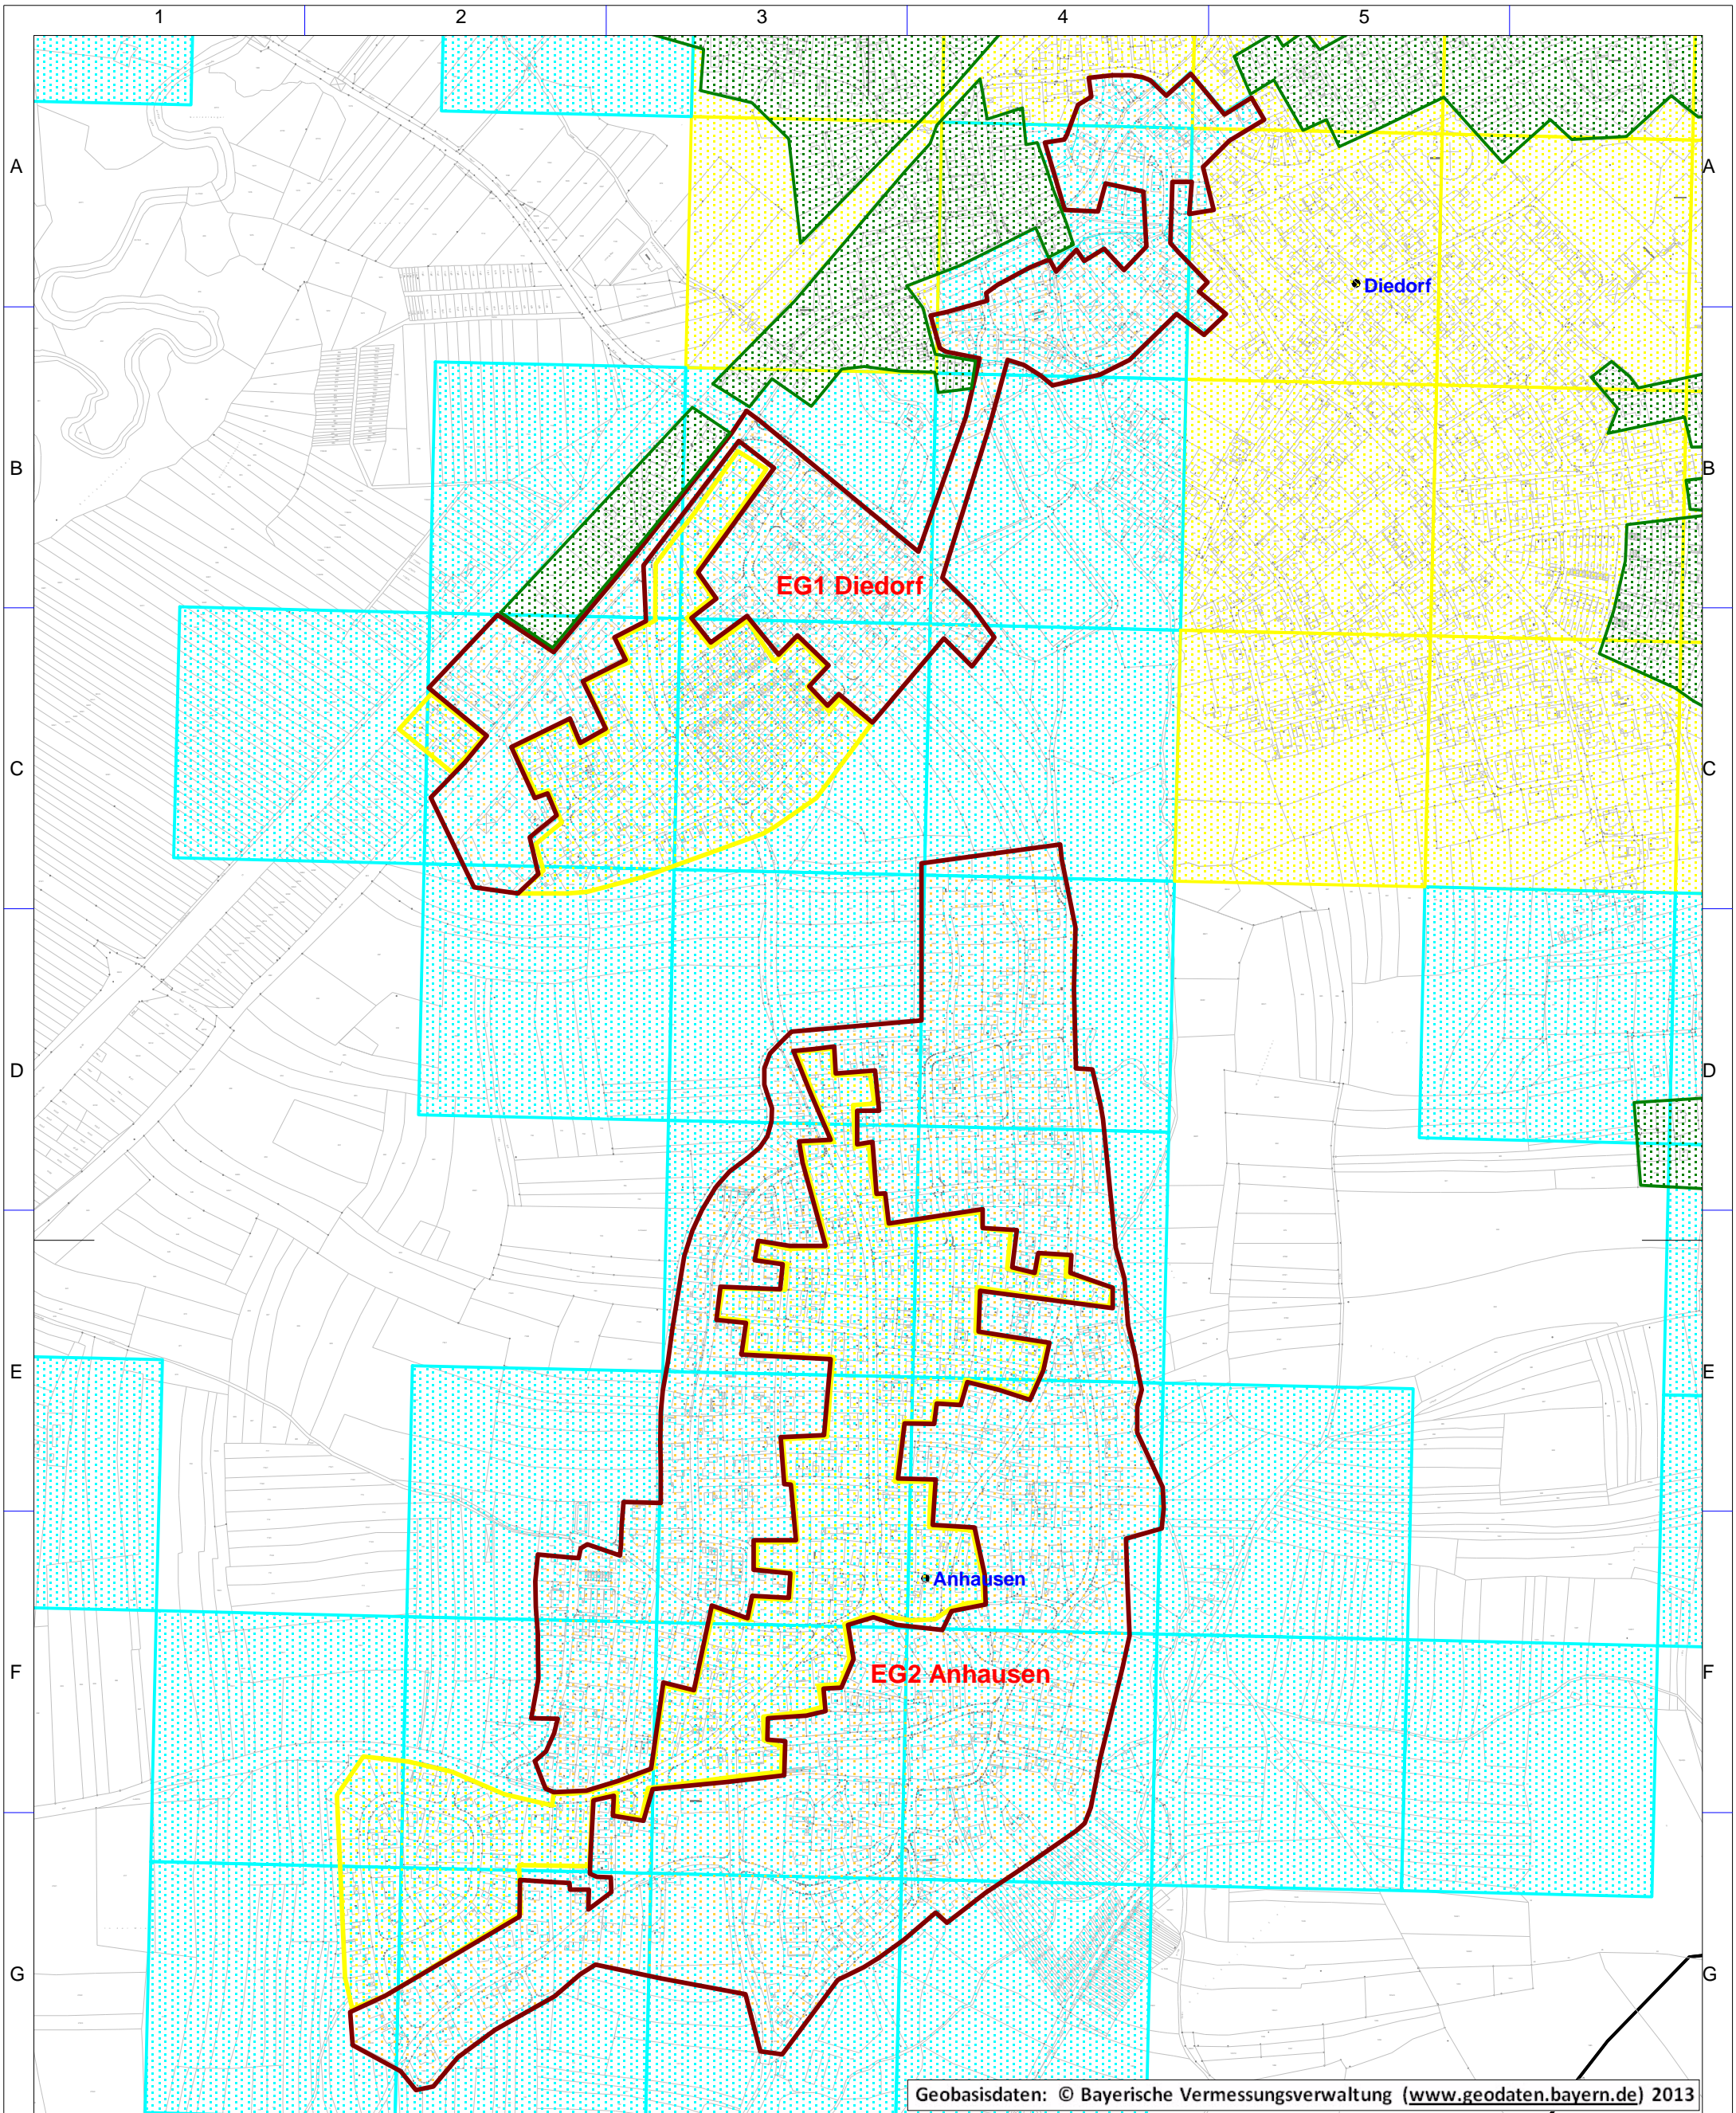 1 2 3 4 5
A A
Diedorf
B B
EG1 Diedorf
C C
D D
E E
Anhausen
F F
EG2 Anhausen
G G
Geobasisdaten: © Bayerische Vermessungsverwaltung (www.geodaten.bayern.de) 2013